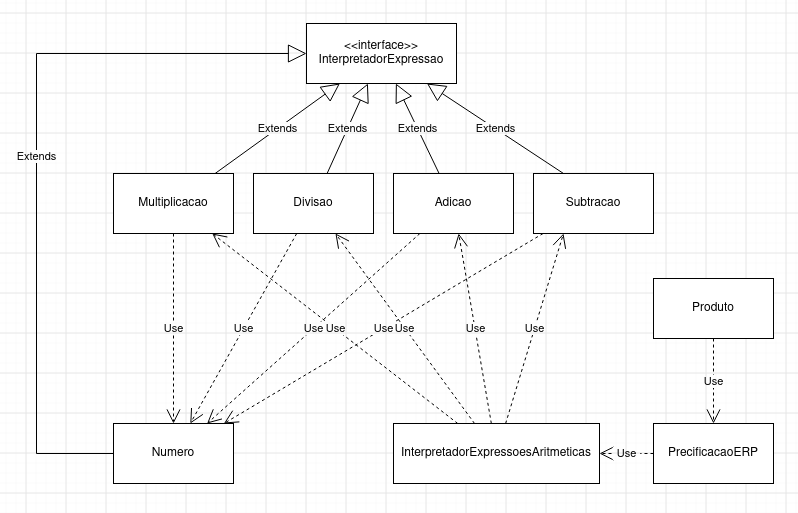 <<interface>>
InterpretadorExpressao
Extends
Extends
Extends
Extends
Extends
Multiplicacao
Divisao
Adicao
Subtracao
Produto
Use
Use
Use
Use
Use
Use
Use
Use
Use
Numero
InterpretadorExpressoesAritmeticas
Use
PrecificacaoERP